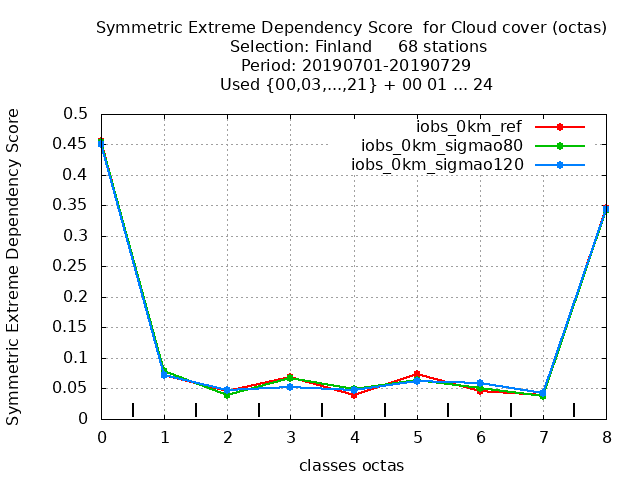 Symmetric Extreme Dependency Score  for Cloud cover (octas)
Selection: Finland     68 stations
Period: 20190701-20190729
Used {00,03,...,21} + 00 01 ... 24
Symmetric Extreme Dependency Score
0.5
0.45
0.4
0.35
0.3
0.25
0.2
0.15
0.1
0.05
0
iobs_0km_ref
iobs_0km_sigmao80
iobs_0km_sigmao120
0 1 2 3 4 5 6 7 8
classes octas